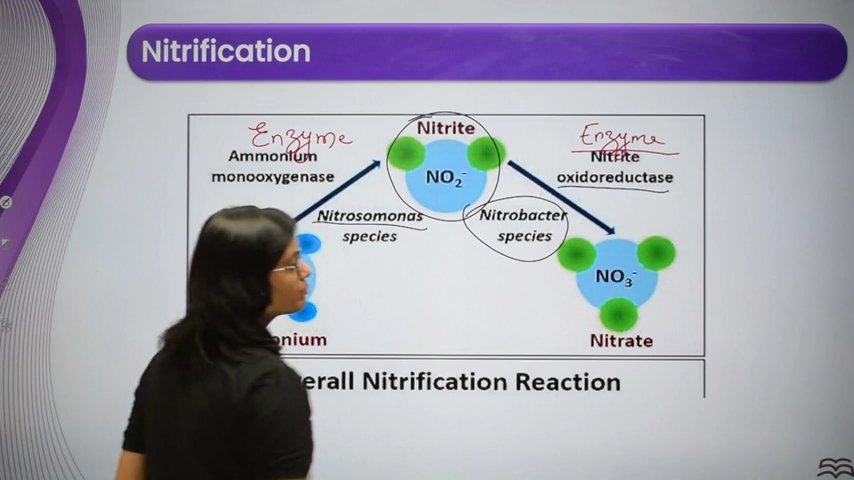 Nitrification
Enzyme
Ammonium
monooxygenase
Nitrite
NO₂⁻
Enzyme
Nitrite
oxidoreductase
Nitrosomonas
species
Nitrobacter
species
NO₃⁻
onium
Nitrate
erall Nitrification Reaction